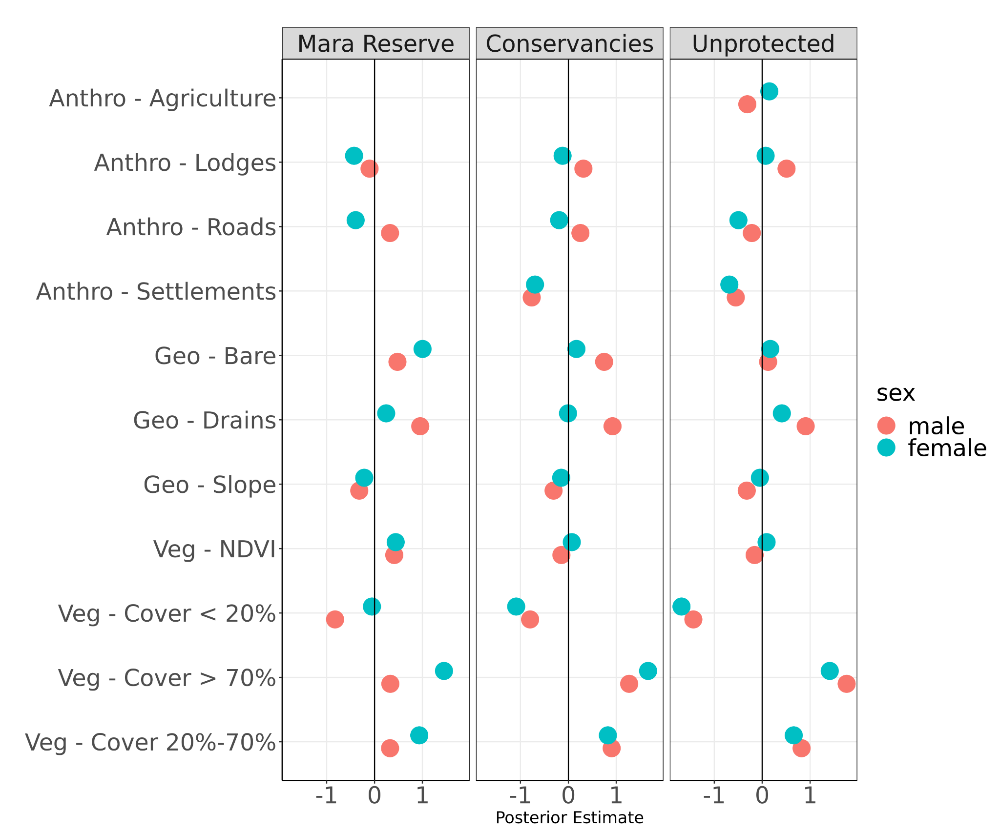 Mara Reserve Conservancies Unprotected
Anthro - Agriculture
Anthro - Lodges
Anthro - Roads
Anthro - Settlements
Geo - Bare
Geo - Drains
Geo - Slope
Veg - NDVI
Veg - Cover < 20%
Veg - Cover > 70%
Veg - Cover 20%-70%
sex
male
female
-1 0 1 -1 0 1 -1 0 1
Posterior Estimate